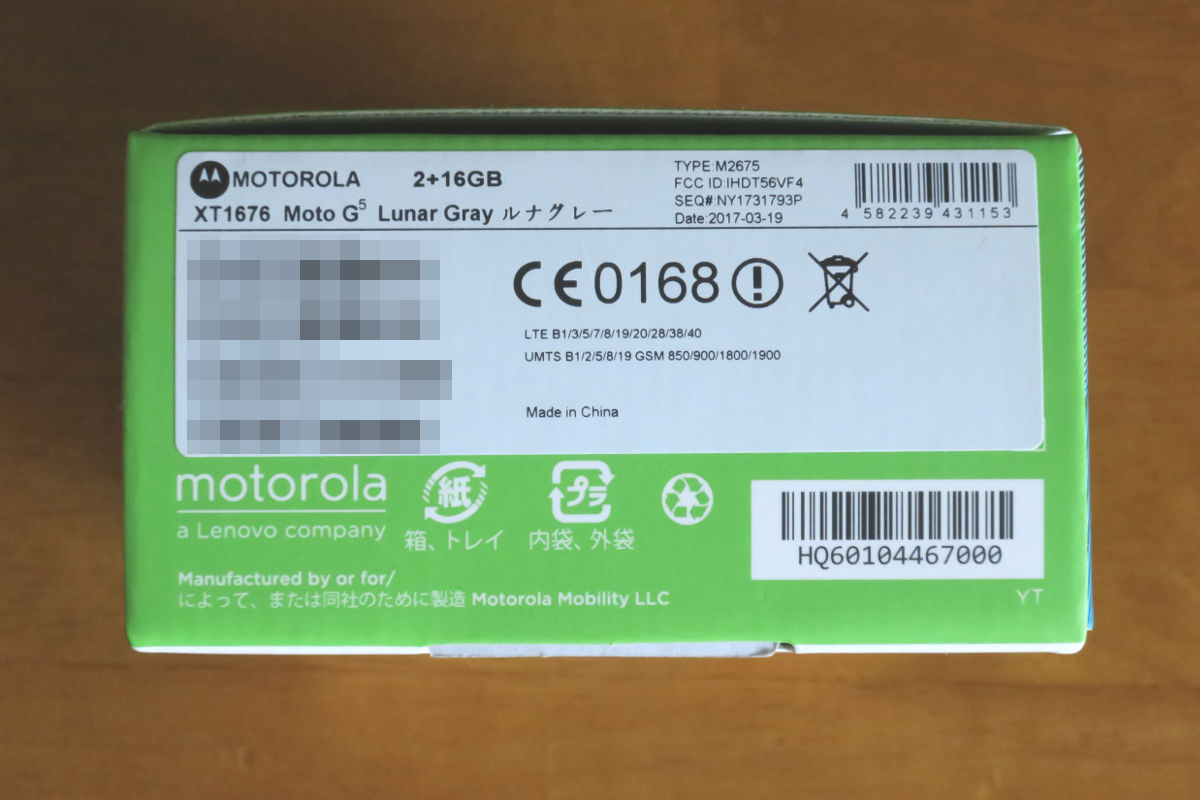 MOTOROLA 2+16GB
XT1676 Moto G5 Lunar Gray ルナグレー
TYPE:M2675
FCC ID:IHDT56VF4
SEQ#:NY1731793P
Date:2017-03-19
4 582239 431153
CE0168
LTE B1/3/5/7/8/19/20/28/38/40
UMTS B1/2/5/8/19 GSM 850/900/1800/1900
Made in China
motorola
a Lenovo company
紙
箱、トレイ
プラ
内袋、外袋
HQ60104467000
Manufactured by or for/
によって、または同社のために製造 Motorola Mobility LLC
YT